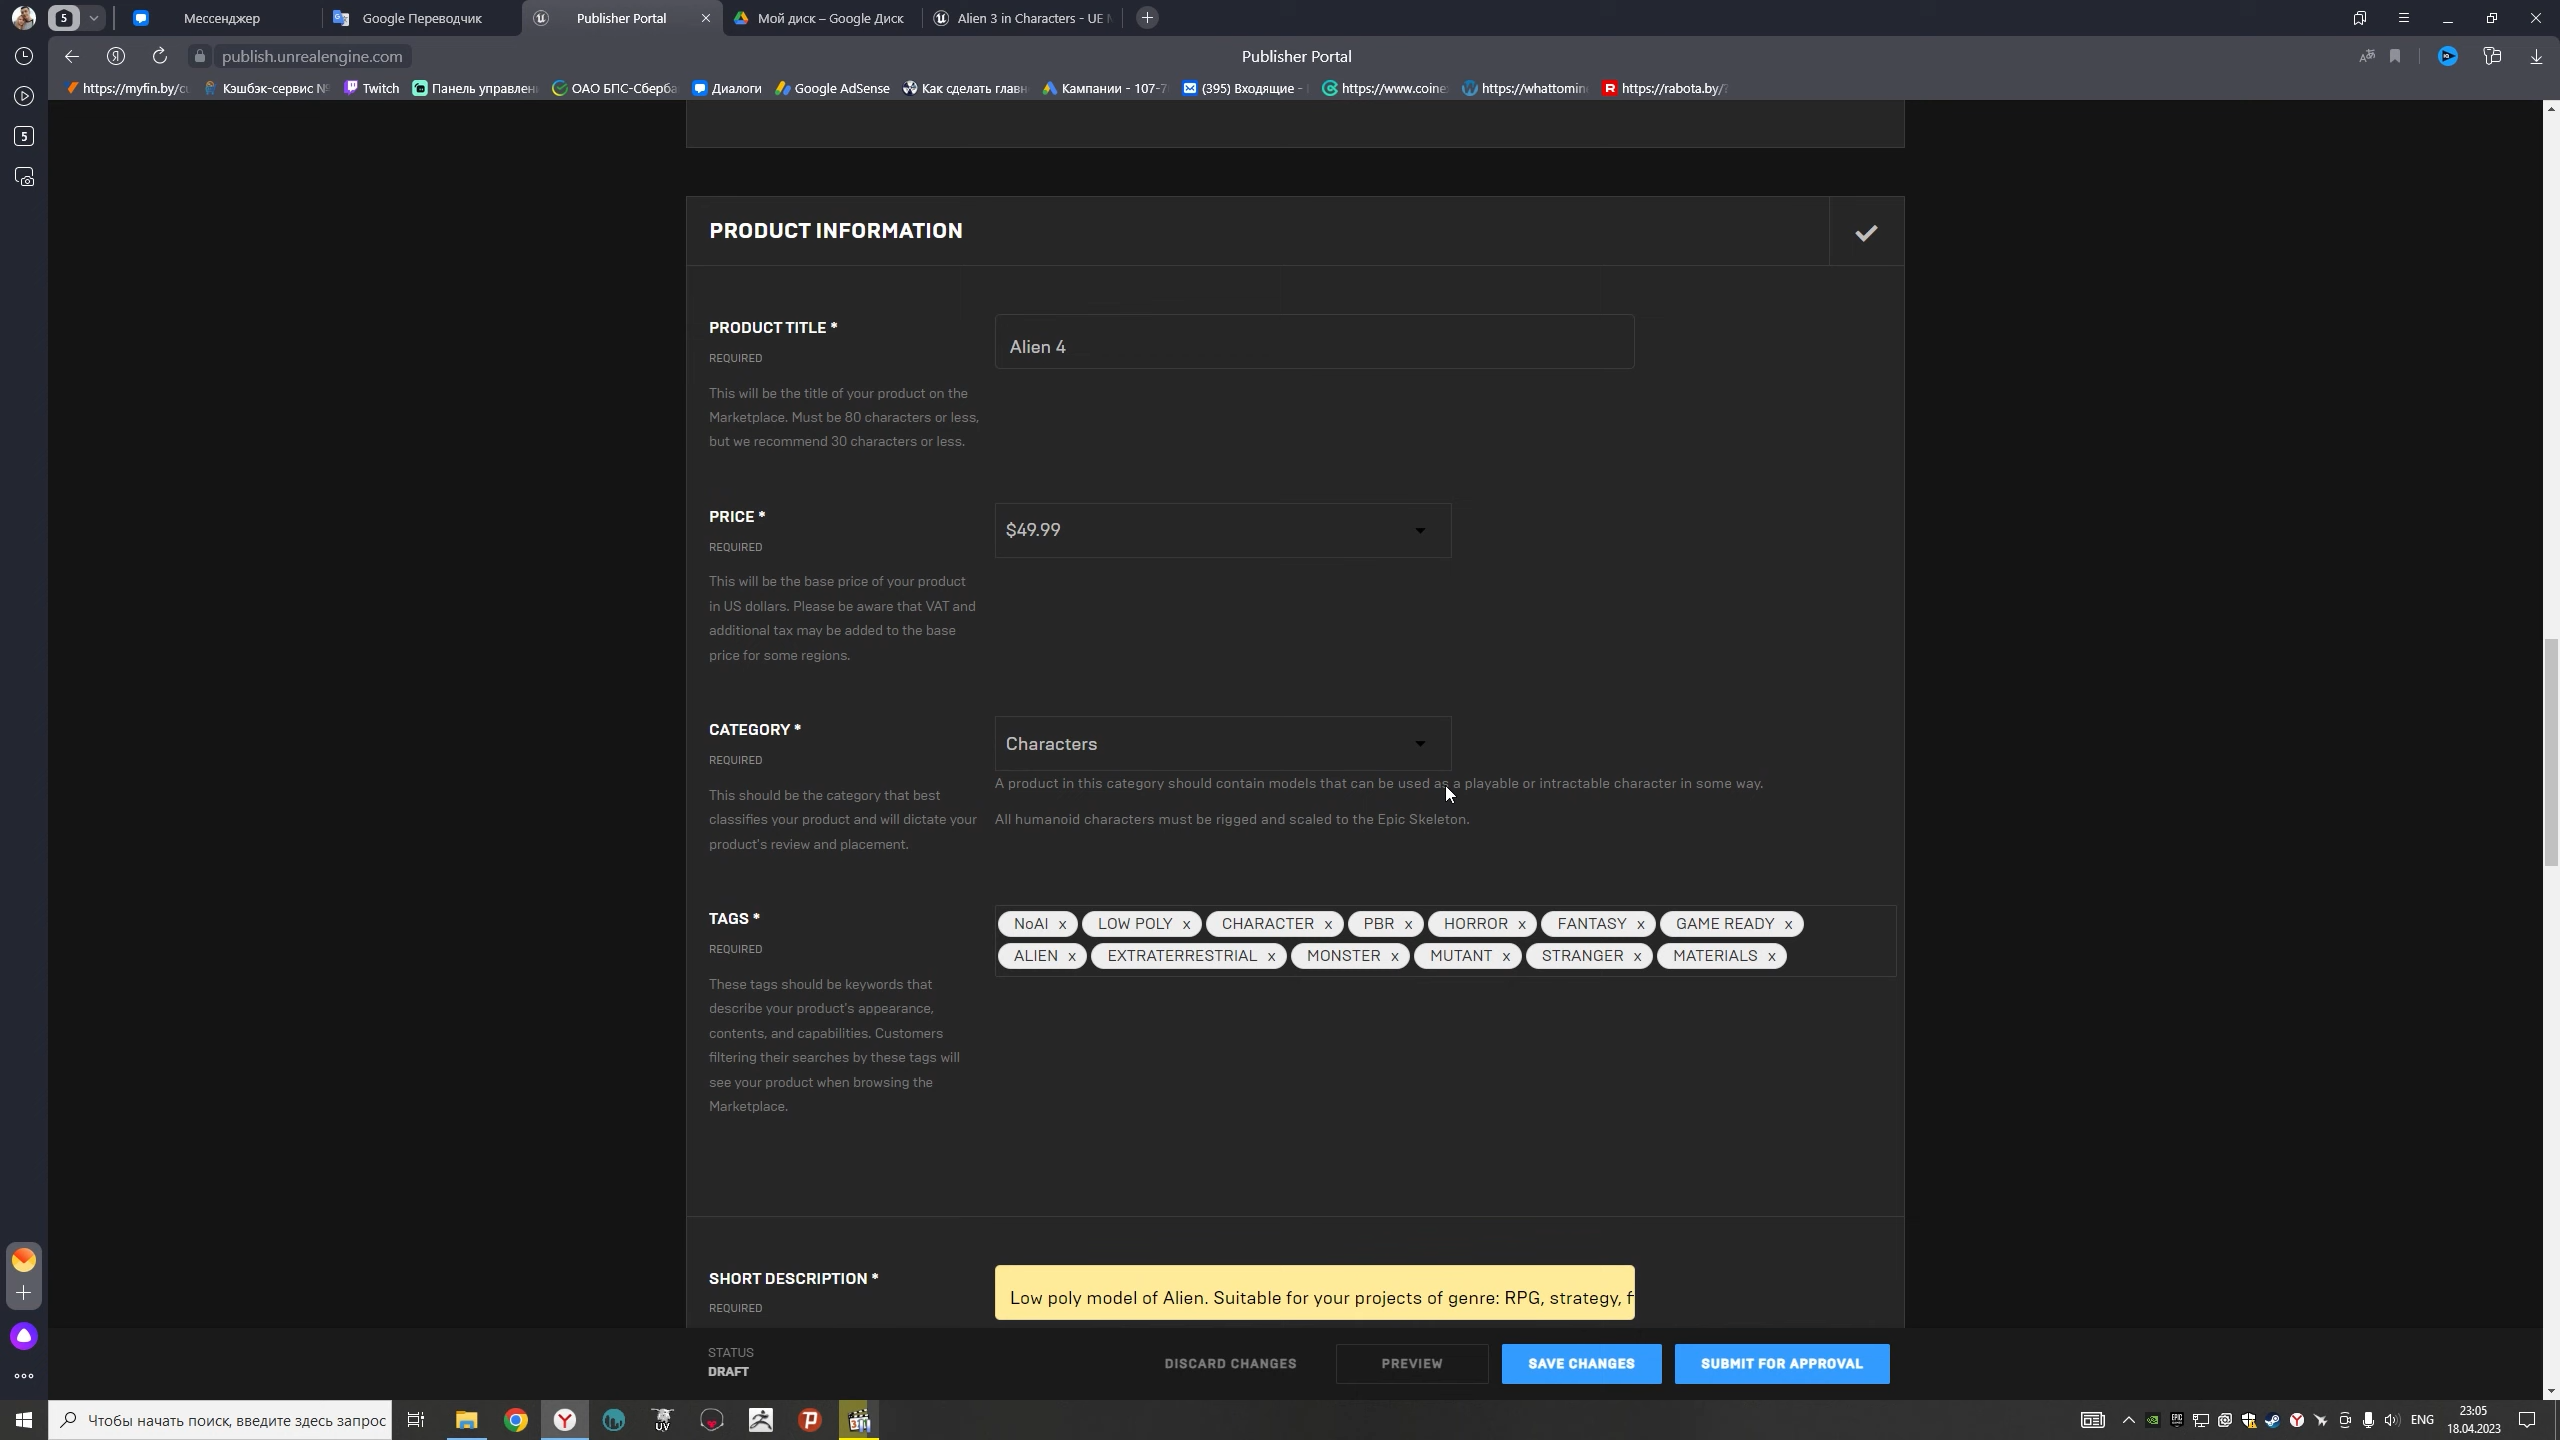 5
Мессенджер
Google Переводчик
Publisher Portal
Мой диск – Google Диск
Alien 3 in Characters - UE
publish.unrealengine.com
Publisher Portal
https://myfin.by/cu
Кэшбэк-сервис №
Twitch
Панель управлен
ОАО БПС-Сберба
Диалоги
Google AdSense
Как сделать главн
Кампании - 107-7
(395) Входящие -
https://www.coine
https://whattomin
https://rabota.by/
5
PRODUCT INFORMATION
PRODUCT TITLE *
REQUIRED
This will be the title of your product on the
Marketplace. Must be 80 characters or less,
but we recommend 30 characters or less.
Alien 4
PRICE *
REQUIRED
This will be the base price of your product
in US dollars. Please be aware that VAT and
additional tax may be added to the base
price for some regions.
$49.99
CATEGORY *
REQUIRED
This should be the category that best
classifies your product and will dictate your
product's review and placement.
Characters
A product in this category should contain models that can be used as a playable or intractable character in some way.
All humanoid characters must be rigged and scaled to the Epic Skeleton.
TAGS *
REQUIRED
These tags should be keywords that
describe your product's appearance,
contents, and capabilities. Customers
filtering their searches by these tags will
see your product when browsing the
Marketplace.
NoAI x LOW POLY x CHARACTER x PBR x HORROR x FANTASY x GAME READY x
ALIEN x EXTRATERRESTRIAL x MONSTER x MUTANT x STRANGER x MATERIALS x
SHORT DESCRIPTION *
REQUIRED
Low poly model of Alien. Suitable for your projects of genre: RPG, strategy, f
STATUS
DRAFT
DISCARD CHANGES
PREVIEW
SAVE CHANGES
SUBMIT FOR APPROVAL
Чтобы начать поиск, введите здесь запрос
UV
ENG
23:05
18.04.2023